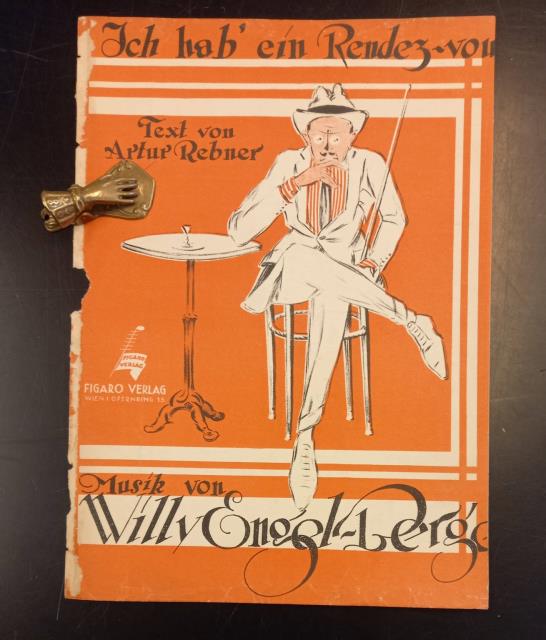 Ich hab' ein Rendez-vou
Text von
Artur Rebner
FIGARO
VERLAG
FIGARO VERLAG
WIEN I OPERNRING 15
Musik von
Willy Engel-Berge